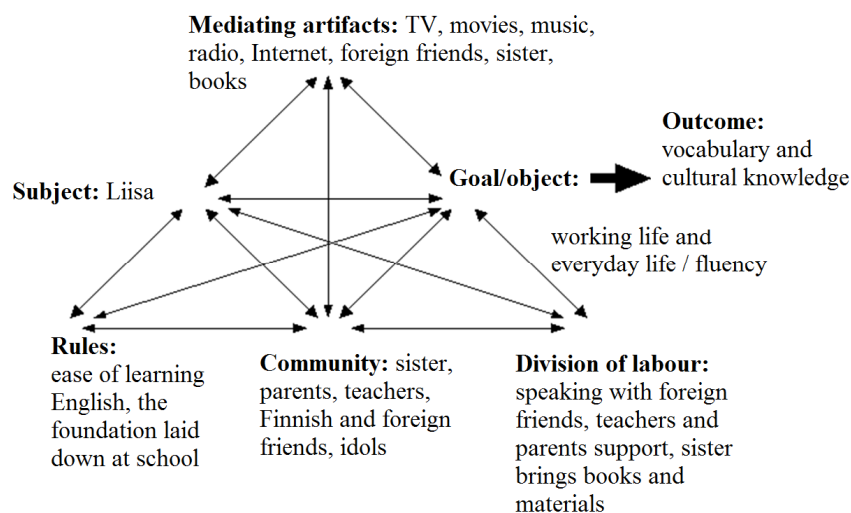 Mediating artifacts: TV, movies, music,
radio, Internet, foreign friends, sister,
books
Outcome:
vocabulary and
cultural knowledge
Subject: Liisa
Goal/object:
working life and
everyday life / fluency
Rules:
ease of learning
English, the
foundation laid
down at school
Community: sister,
parents, teachers,
Finnish and foreign
friends, idols
Division of labour:
speaking with foreign
friends, teachers and
parents support, sister
brings books and
materials